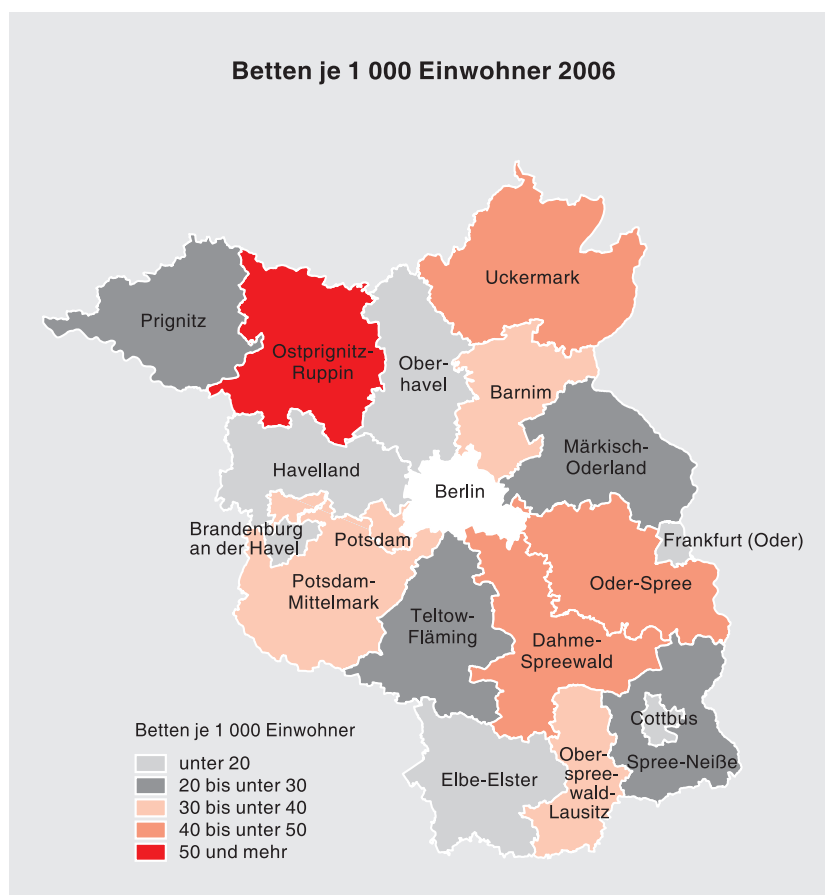 Betten je 1 000 Einwohner 2006
Uckermark
Prignitz
Ostprignitz-
Ruppin
Ober-
havel
Barnim
Märkisch-
Oderland
Havelland
Berlin
Brandenburg
an der Havel
Potsdam
Frankfurt (Oder)
Potsdam-
Mittelmark
Oder-Spree
Teltow-
Fläming
Dahme-
Spreewald
Cottbus
Spree-Neiße
Ober-
spree-
wald-
Lausitz
Elbe-Elster
Betten je 1 000 Einwohner
unter 20
20 bis unter 30
30 bis unter 40
40 bis unter 50
50 und mehr